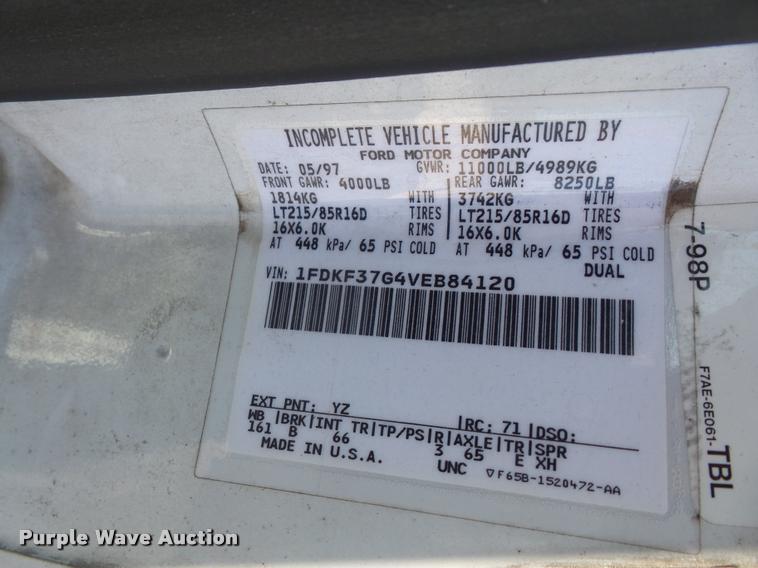 INCOMPLETE VEHICLE MANUFACTURED BY
FORD MOTOR COMPANY
DATE: 05/97 GVWR: 11000LB/4989KG
FRONT GAWR: 4000LB REAR GAWR: 8250LB
1814KG WITH 3742KG WITH
LT215/85R16D TIRES LT215/85R16D TIRES
16X6.0K RIMS 16X6.0K RIMS
AT 448 kPa/ 65 PSI COLD AT 448 kPa/ 65 PSI COLD
DUAL
VIN: 1FDKF37G4VEB84120
EXT PNT: YZ RC: 71 DSO:
WB BRK INT TR TP/PS R AXLE TR SPR
161 B 66 3 65 E XH
MADE IN U.S.A. UNC
F65B-1520472-AA
7-98P
F7AE-6E061-TBL
Purple Wave Auction